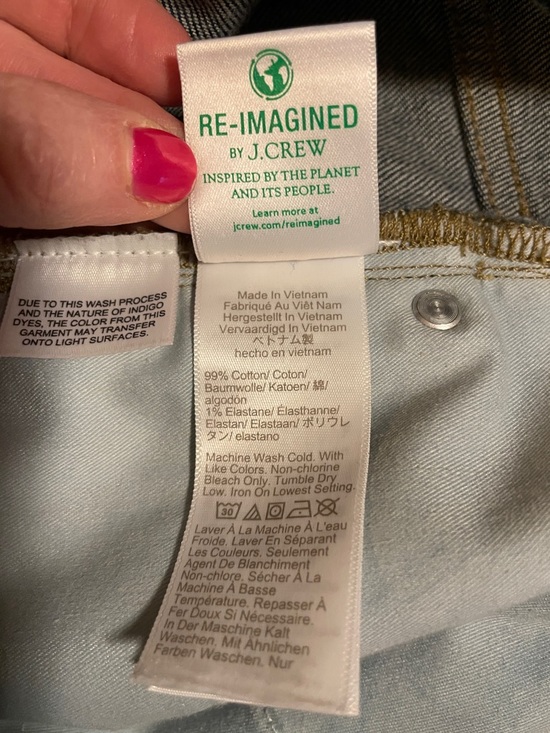 RE-IMAGINED
BY J.CREW
INSPIRED BY THE PLANET
AND ITS PEOPLE.
Learn more at
jcrew.com/reimagined
DUE TO THIS WASH PROCESS
AND THE NATURE OF INDIGO
DYES, THE COLOR FROM THIS
GARMENT MAY TRANSFER
ONTO LIGHT SURFACES.
Made In Vietnam
Fabriqué Au Viêt Nam
Hergestellt In Vietnam
Vervaardigd In Vietnam
ベトナム製
hecho en vietnam
99% Cotton/ Coton/
Baumwolle/ Katoen/ 綿/
algodón
1% Elastane/ Élasthanne/
Elastan/ Elastaan/ ポリウレ
タン/ elastano
Machine Wash Cold. With
Like Colors. Non-chlorine
Bleach Only. Tumble Dry
Low. Iron On Lowest Setting.
30
Laver À La Machine À L'eau
Froide. Laver En Séparant
Les Couleurs. Seulement
Agent De Blanchiment
Non-chlore. Sécher À La
Machine À Basse
Température. Repasser À
Fer Doux Si Nécessaire.
In Der Maschine Kalt
Waschen. Mit Ähnlichen
Farben Waschen. Nur